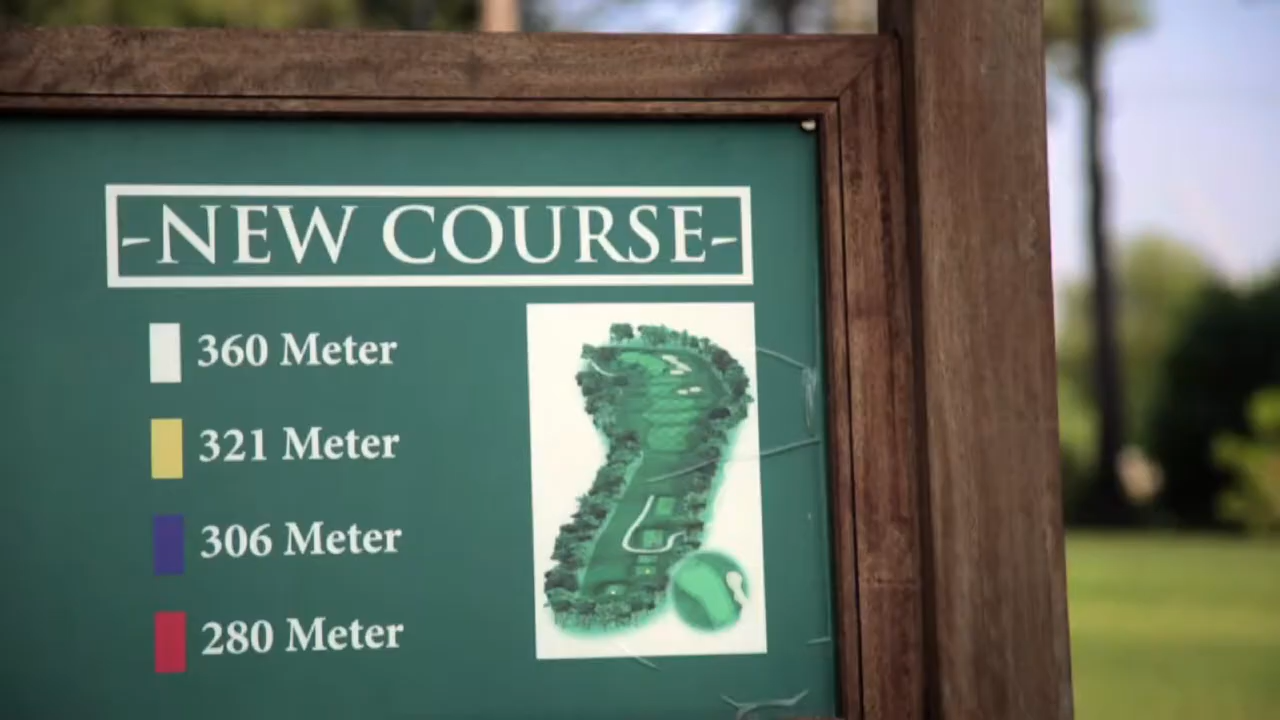 -NEW COURSE-
360 Meter
321 Meter
306 Meter
280 Meter